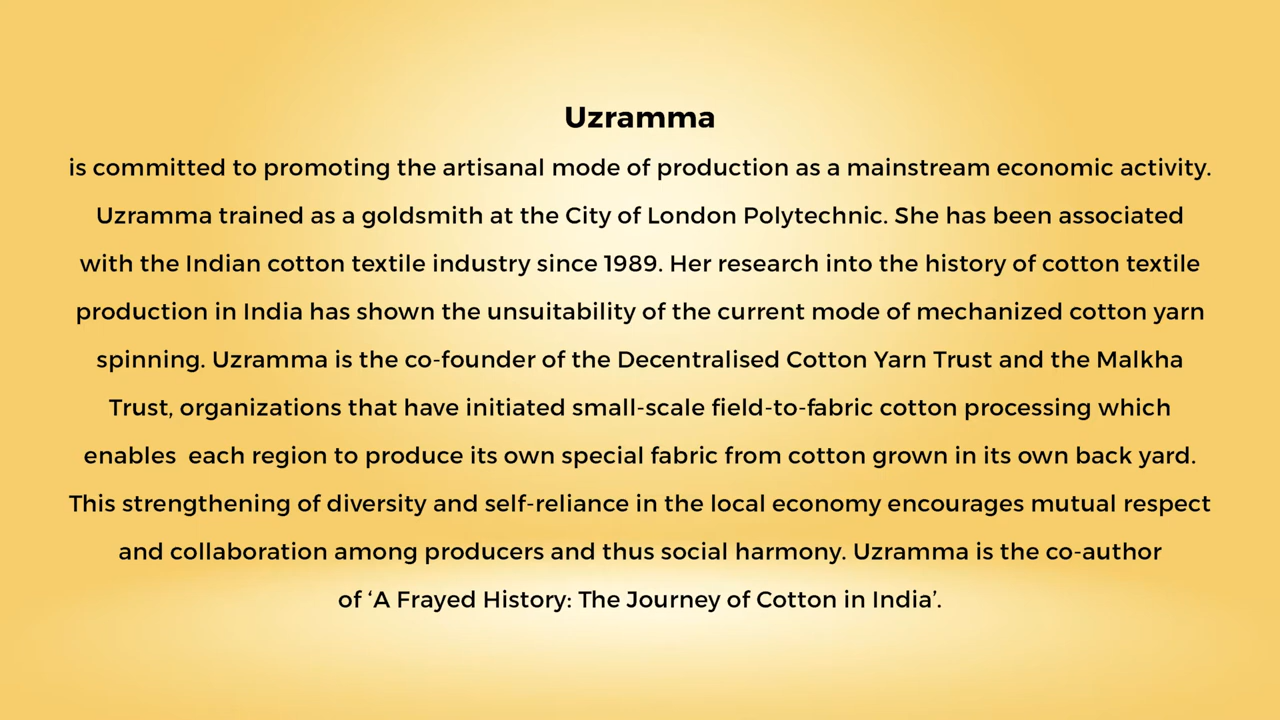 Uzramma
is committed to promoting the artisanal mode of production as a mainstream economic activity.
Uzramma trained as a goldsmith at the City of London Polytechnic. She has been associated
with the Indian cotton textile industry since 1989. Her research into the history of cotton textile
production in India has shown the unsuitability of the current mode of mechanized cotton yarn
spinning. Uzramma is the co-founder of the Decentralised Cotton Yarn Trust and the Malkha
Trust, organizations that have initiated small-scale field-to-fabric cotton processing which
enables  each region to produce its own special fabric from cotton grown in its own back yard.
This strengthening of diversity and self-reliance in the local economy encourages mutual respect
and collaboration among producers and thus social harmony. Uzramma is the co-author
of ‘A Frayed History: The Journey of Cotton in India’.